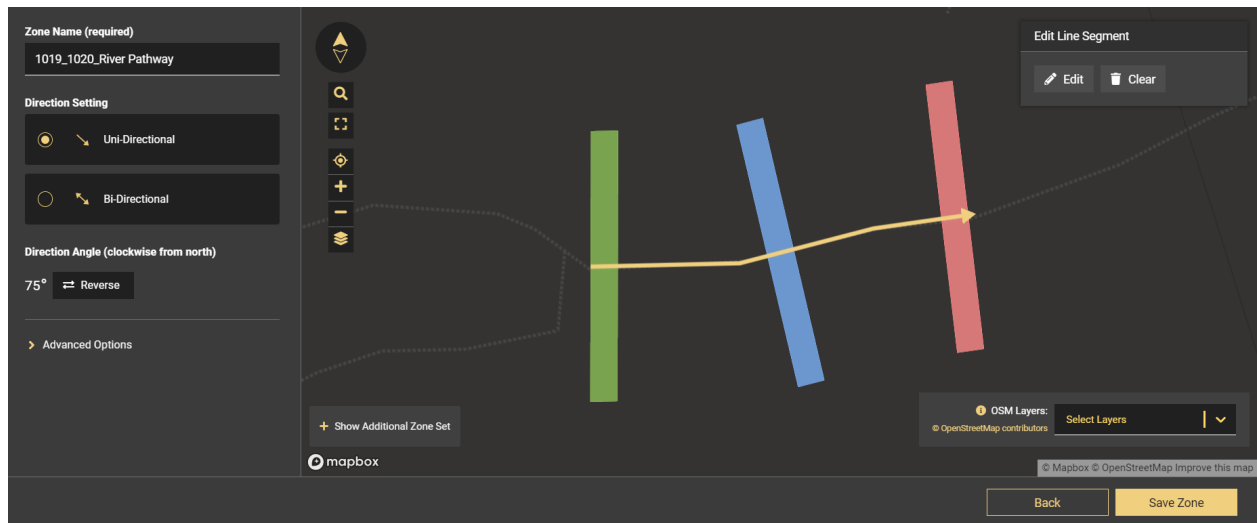 Zone Name (required)
1019_1020_River Pathway
Direction Setting
Uni-Directional
Bi-Directional
Direction Angle (clockwise from north)
75°
Reverse
Advanced Options
Edit Line Segment
Edit
Clear
+ Show Additional Zone Set
mapbox
OSM Layers:
© OpenStreetMap contributors
Select Layers
© Mapbox © OpenStreetMap Improve this map
Back
Save Zone